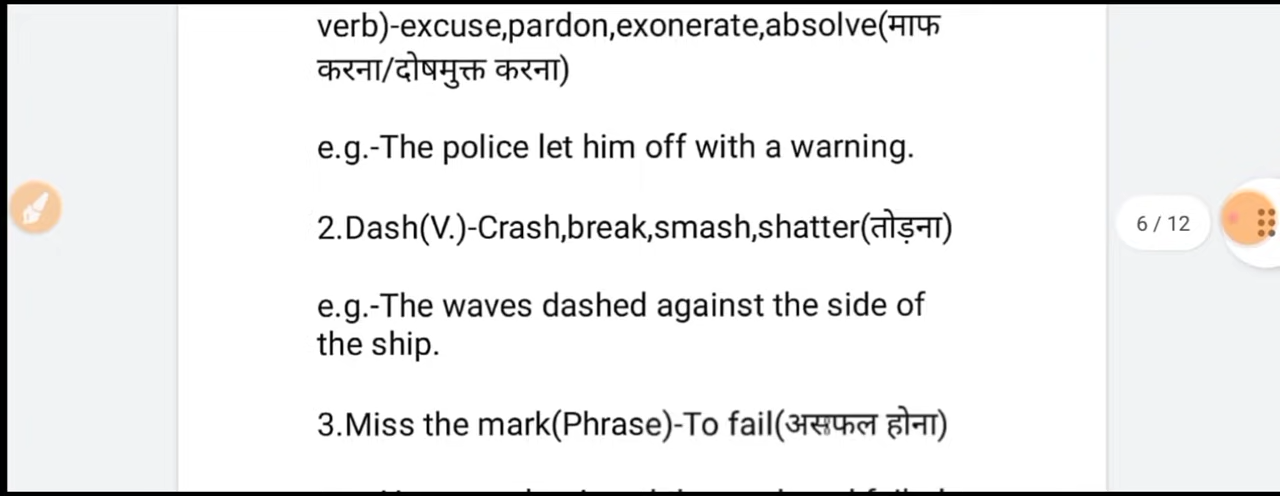 verb)-excuse,pardon,exonerate,absolve(माफ
करना/दोषमुक्त करना)
e.g.-The police let him off with a warning.
2.Dash(V.)-Crash,break,smash,shatter(तोड़ना)
6 / 12
e.g.-The waves dashed against the side of
the ship.
3.Miss the mark(Phrase)-To fail(असफल होना)